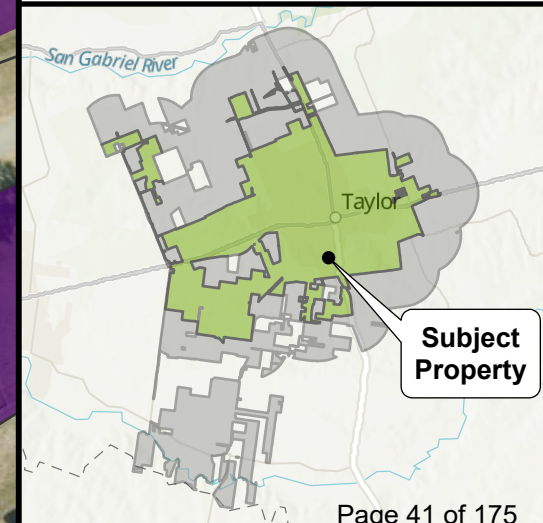 San Gabriel River
Taylor
Subject
Property
Page 41 of 175